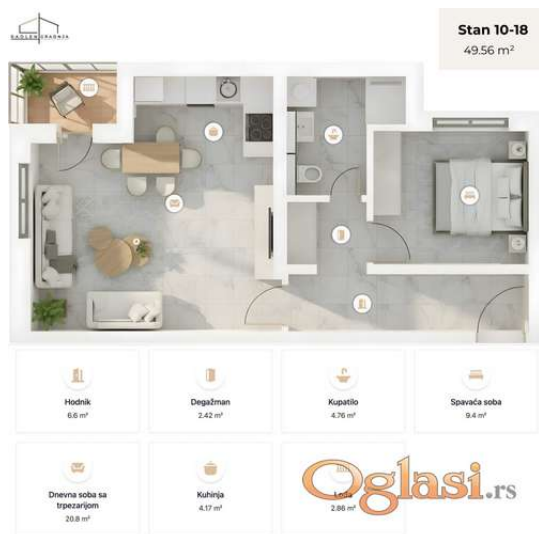 GRADNJA
Stan 10-18
49.56 m²
Hodnik
6.6 m²
Degažman
2.42 m²
Kupatilo
4.76 m²
Spavaća soba
9.4 m²
Dnevna soba sa
trpezarijom
20.8 m²
Kuhinja
4.17 m²
Lođa
2.86 m²
Oglasi.rs